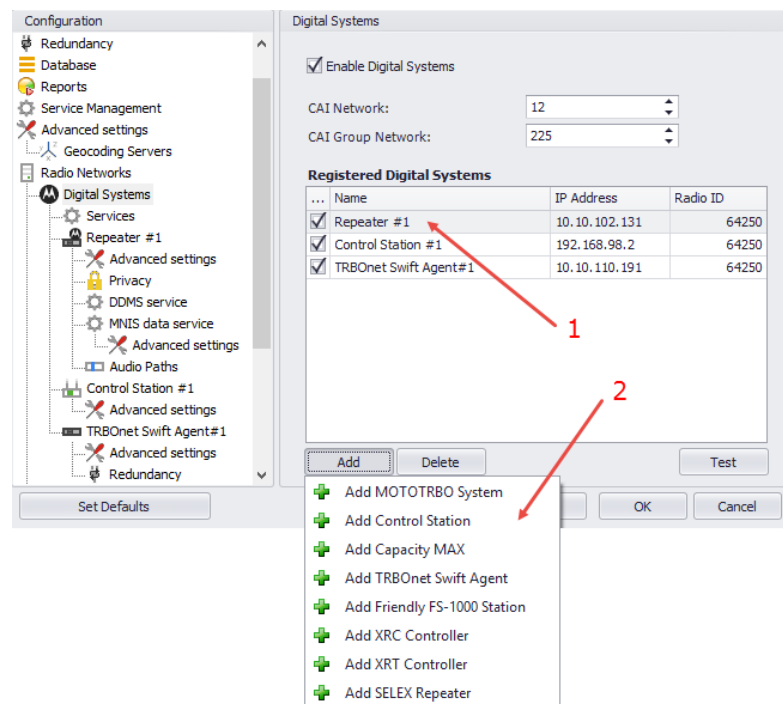 Configuration
Redundancy
Database
Reports
Service Management
Advanced settings
Geocoding Servers
Radio Networks
Digital Systems
Services
Repeater #1
Advanced settings
Privacy
DDMS service
MNIS data service
Advanced settings
Audio Paths
Control Station #1
Advanced settings
TRBOnet Swift Agent#1
Advanced settings
Redundancy
Set Defaults
Digital Systems
Enable Digital Systems
CAI Network: 12
CAI Group Network: 225
Registered Digital Systems
... Name IP Address Radio ID
Repeater #1 10.10.102.131 64250
Control Station #1 192.168.98.2 64250
TRBOnet Swift Agent#1 10.10.110.191 64250
1
2
Add Delete Test
Add MOTOTRBO System
Add Control Station
Add Capacity MAX
Add TRBOnet Swift Agent
Add Friendly FS-1000 Station
Add XRC Controller
Add XRT Controller
Add SELEX Repeater
OK Cancel